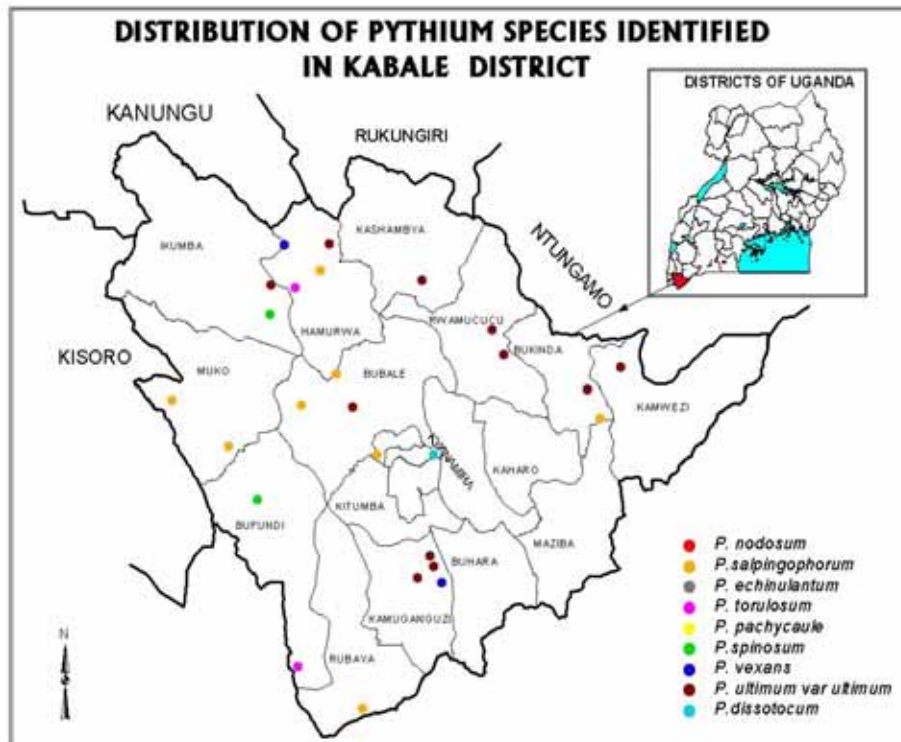 DISTRIBUTION OF PYTHIUM SPECIES IDENTIFIED
IN KABALE DISTRICT
DISTRICTS OF UGANDA
KANUNGU
RUKUNGIRI
NTUNGAMO
KISORO
IKUMBA
KASHAMBYA
HAMURWA
RWAMUCUCU
BUKINDA
MUKO
BUBALE
KAMWEZI
KAHARO
KITUMBA
BUFUNDI
MAZIBA
BUHARA
KAMUGANGUZI
RUBAYA
N
P. nodosum
P.salpingophorum
P. echinulantum
P. torulosum
P. pachycaule
P.spinosum
P. vexans
P. ultimum var ultimum
P.dissotocum